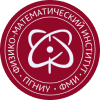 ФИЗИКО-МАТЕМАТИЧЕСКИЙ ИНСТИТУТ
ПГНИУ • ФМИ